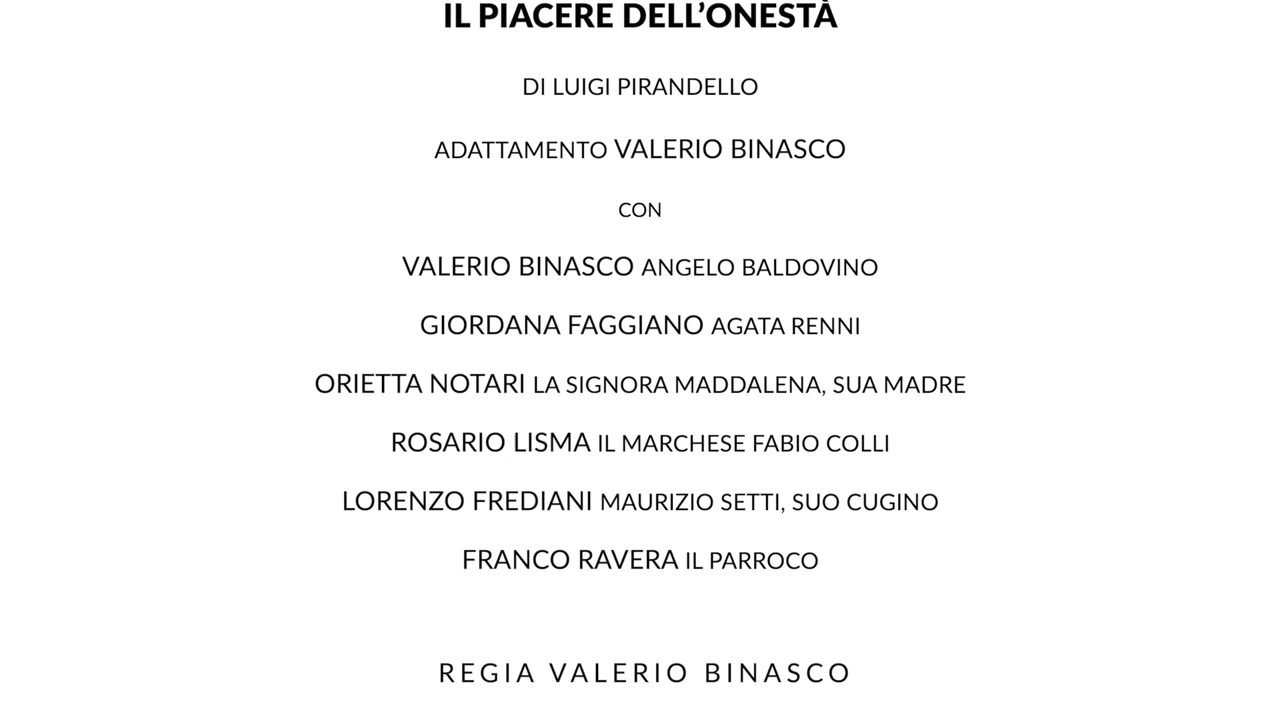 IL PIACERE DELL’ONESTÀ
DI LUIGI PIRANDELLO
ADATTAMENTO VALERIO BINASCO
CON
VALERIO BINASCO ANGELO BALDOVINO
GIORDANA FAGGIANO AGATA RENNI
ORIETTA NOTARI LA SIGNORA MADDALENA, SUA MADRE
ROSARIO LISMA IL MARCHESE FABIO COLLI
LORENZO FREDIANI MAURIZIO SETTI, SUO CUGINO
FRANCO RAVERA IL PARROCO
REGIA VALERIO BINASCO